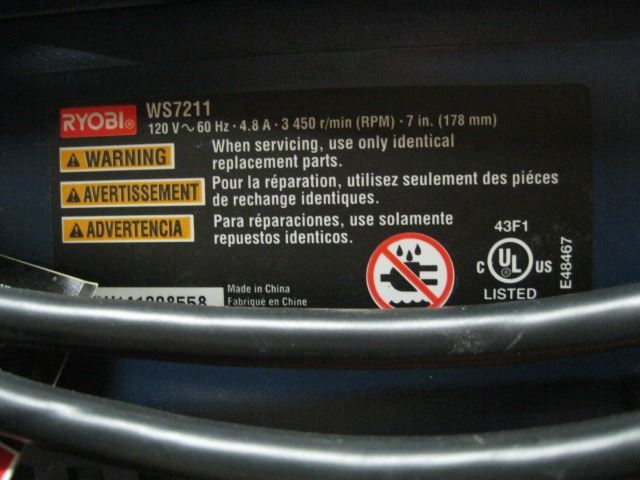 RYOBI®
WS7211
120 V ~ 60 Hz · 4.8 A · 3 450 r/min (RPM) · 7 in. (178 mm)
WARNING
When servicing, use only identical
replacement parts.
AVERTISSEMENT
Pour la réparation, utilisez seulement des piéces
de rechange identiques.
ADVERTENCIA
Para réparaciones, use solamente
repuestos identicos.
43F1
C UL US
LISTED
E48467
Made in China
Fabriqué en Chine